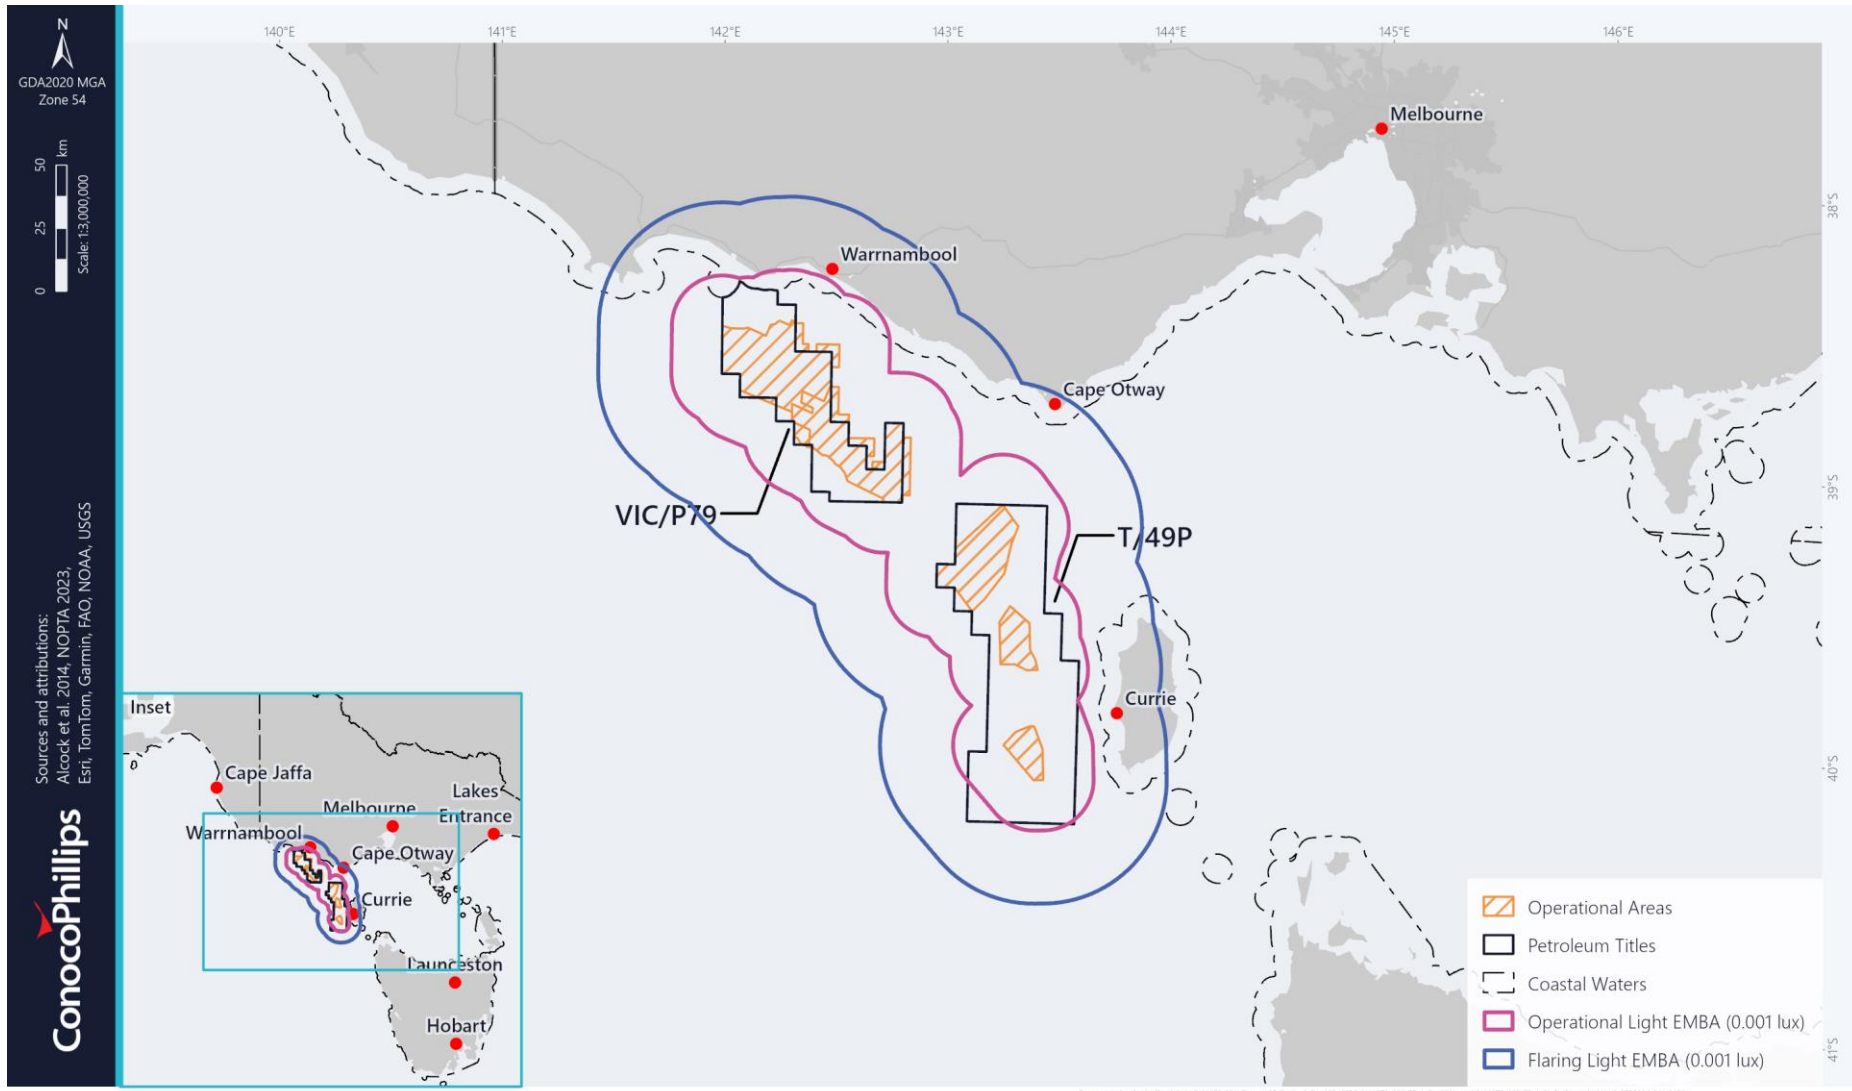 N
GDA2020 MGA
Zone 54
0 25 50 km
Scale: 1:3,000,000
Sources and attributions:
Alcock et al. 2014, NOPTA 2023,
Esri, TomTom, Garmin, FAO, NOAA, USGS
ConocoPhillips
140°E 141°E 142°E 143°E 144°E 145°E 146°E
38°S
39°S
40°S
41°S
Melbourne
Warrnambool
Cape Otway
VIC/P79
T/49P
Currie
Inset
Cape Jaffa
Lakes
Entrance
Melbourne
Warrnambool
Cape Otway
Currie
Launceston
Hobart
Operational Areas
Petroleum Titles
Coastal Waters
Operational Light EMBA (0.001 lux)
Flaring Light EMBA (0.001 lux)